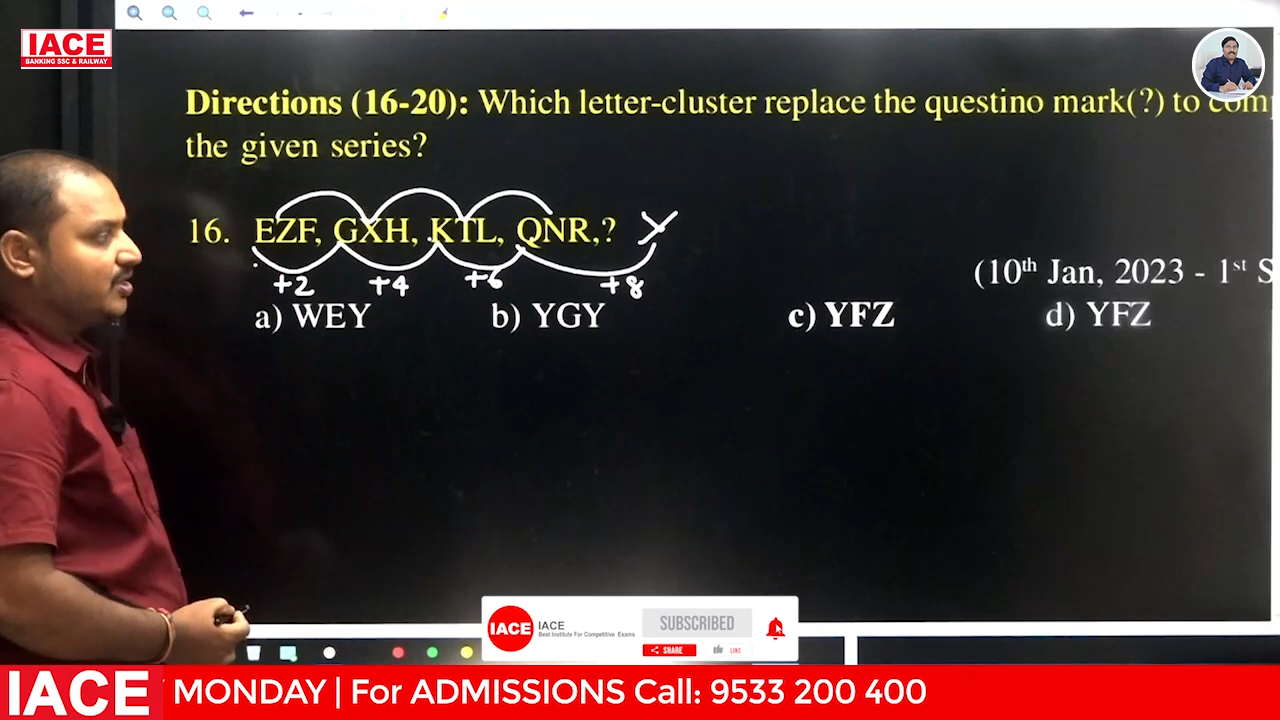 IACE
BANKING SSC & RAILWAY
Directions (16-20): Which letter-cluster replace the questino mark(?) to com
the given series?
16. EZF, GXH, KTL, QNR,? Y
+2 +4 +6 +8
(10th Jan, 2023 - 1st S
a) WEY b) YGY c) YFZ d) YFZ
IACE
IACE
Best Institute For Competitive Exams
SUBSCRIBED
SHARE
LIKE
IACE
MONDAY | For ADMISSIONS Call: 9533 200 400